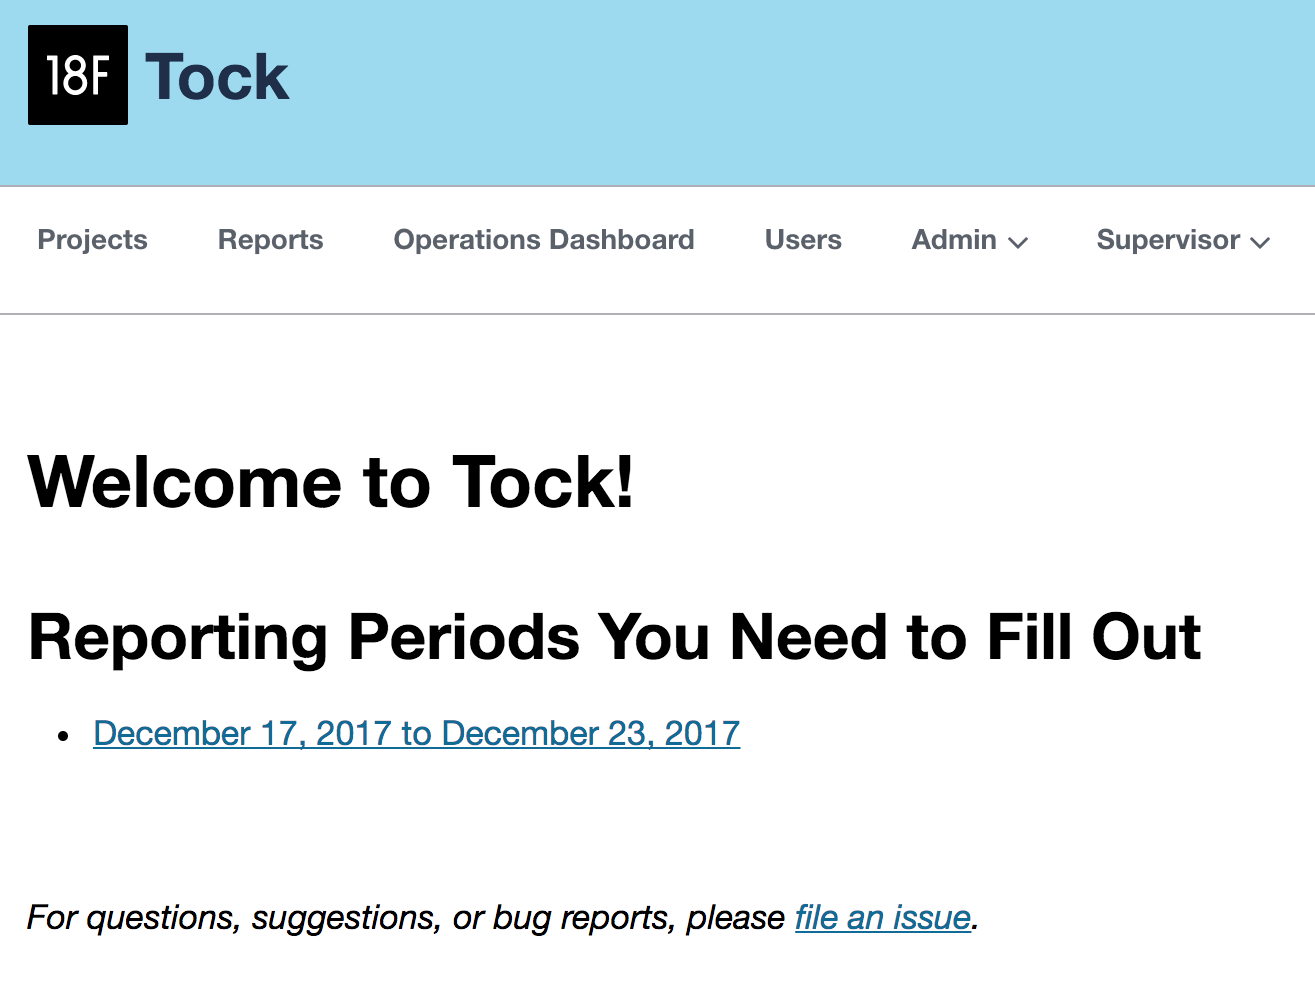 18F Tock
Projects Reports Operations Dashboard Users Admin Supervisor
Welcome to Tock!
Reporting Periods You Need to Fill Out
• December 17, 2017 to December 23, 2017
For questions, suggestions, or bug reports, please file an issue.